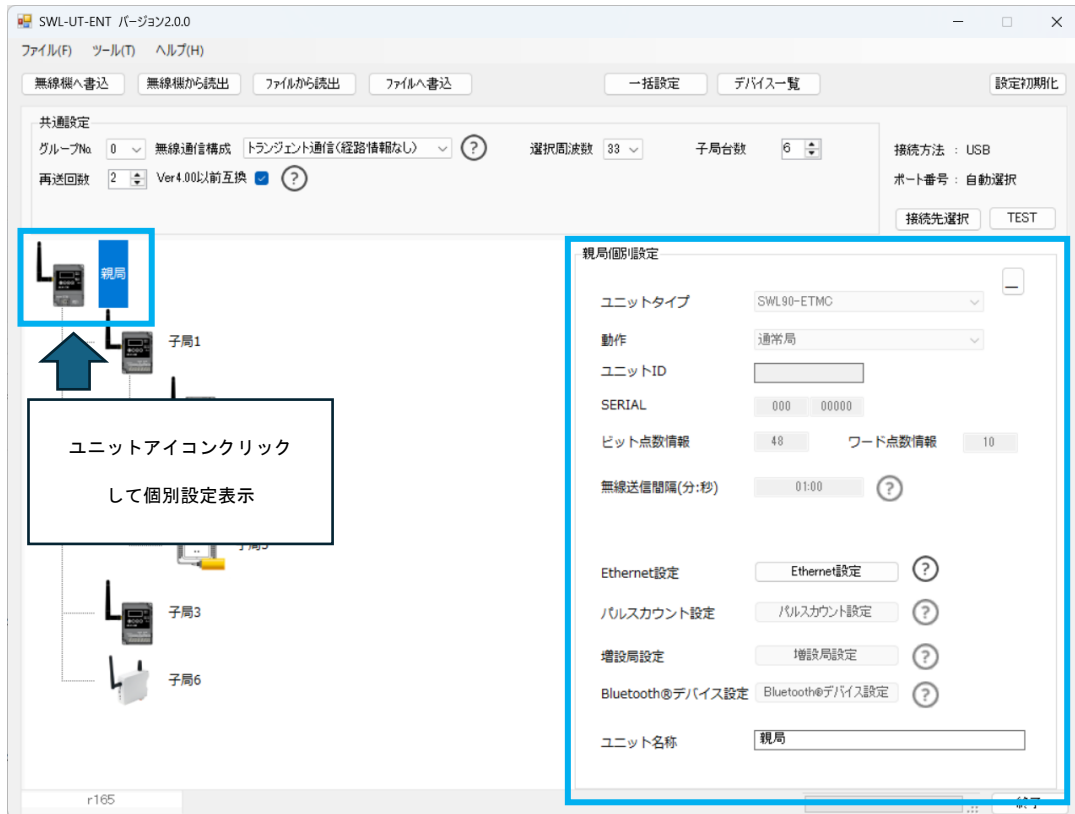 SWL-UT-ENT バージョン2.0.0
ファイル(F) ツール(T) ヘルプ(H)
無線機へ書込 無線機から読出 ファイルから読出 ファイルへ書込 一括設定 デバイス一覧 設定初期化
共通設定
グループNo. 0 無線通信構成 トランジェント通信(経路情報なし) ? 選択周波数 33 子局台数 6
再送回数 2 Ver4.00以前互換 ?
接続方法 : USB
ポート番号 : 自動選択
接続先選択 TEST
親局
子局1
ユニットアイコンクリック
して個別設定表示
子局3
子局6
親局個別設定
ユニットタイプ SWL90-ETMC
動作 通常局
ユニットID
SERIAL 000 00000
ビット点数情報 48 ワード点数情報 10
無線送信間隔(分:秒) 01:00 ?
Ethernet設定 Ethernet設定 ?
パルスカウント設定 パルスカウント設定 ?
増設局設定 増設局設定 ?
Bluetooth®デバイス設定 Bluetooth®デバイス設定 ?
ユニット名称 親局
r165
終了